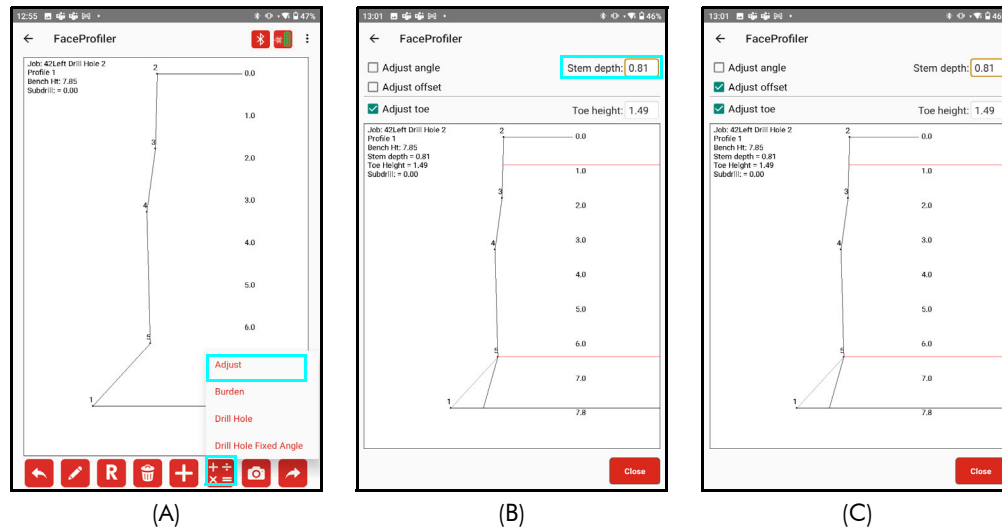 12:55 47%
FaceProfiler
Job: 42Left Drill Hole 2
Profile 1
Bench Ht: 7.85
Subdrill: = 0.00
2
0.0
1.0
3
2.0
3.0
4
4.0
5.0
6.0
5
1
Adjust
Burden
Drill Hole
Drill Hole Fixed Angle
R
(A)
13:01 46%
FaceProfiler
Adjust angle
Stem depth: 0.81
Adjust offset
Adjust toe
Toe height: 1.49
Job: 42Left Drill Hole 2
Profile 1
Bench Ht: 7.85
Stem depth = 0.81
Toe Height = 1.49
Subdrill: = 0.00
2
0.0
1.0
3
2.0
3.0
4
4.0
5.0
6.0
5
7.0
1
7.8
Close
(B)
13:01 46
FaceProfiler
Adjust angle
Stem depth: 0.81
Adjust offset
Adjust toe
Toe height: 1.49
Job: 42Left Drill Hole 2
Profile 1
Bench Ht: 7.85
Stem depth = 0.81
Toe Height = 1.49
Subdrill: = 0.00
2
0.0
1.0
3
2.0
3.0
4
4.0
5.0
6.0
5
7.0
1
7.8
Close
(C)